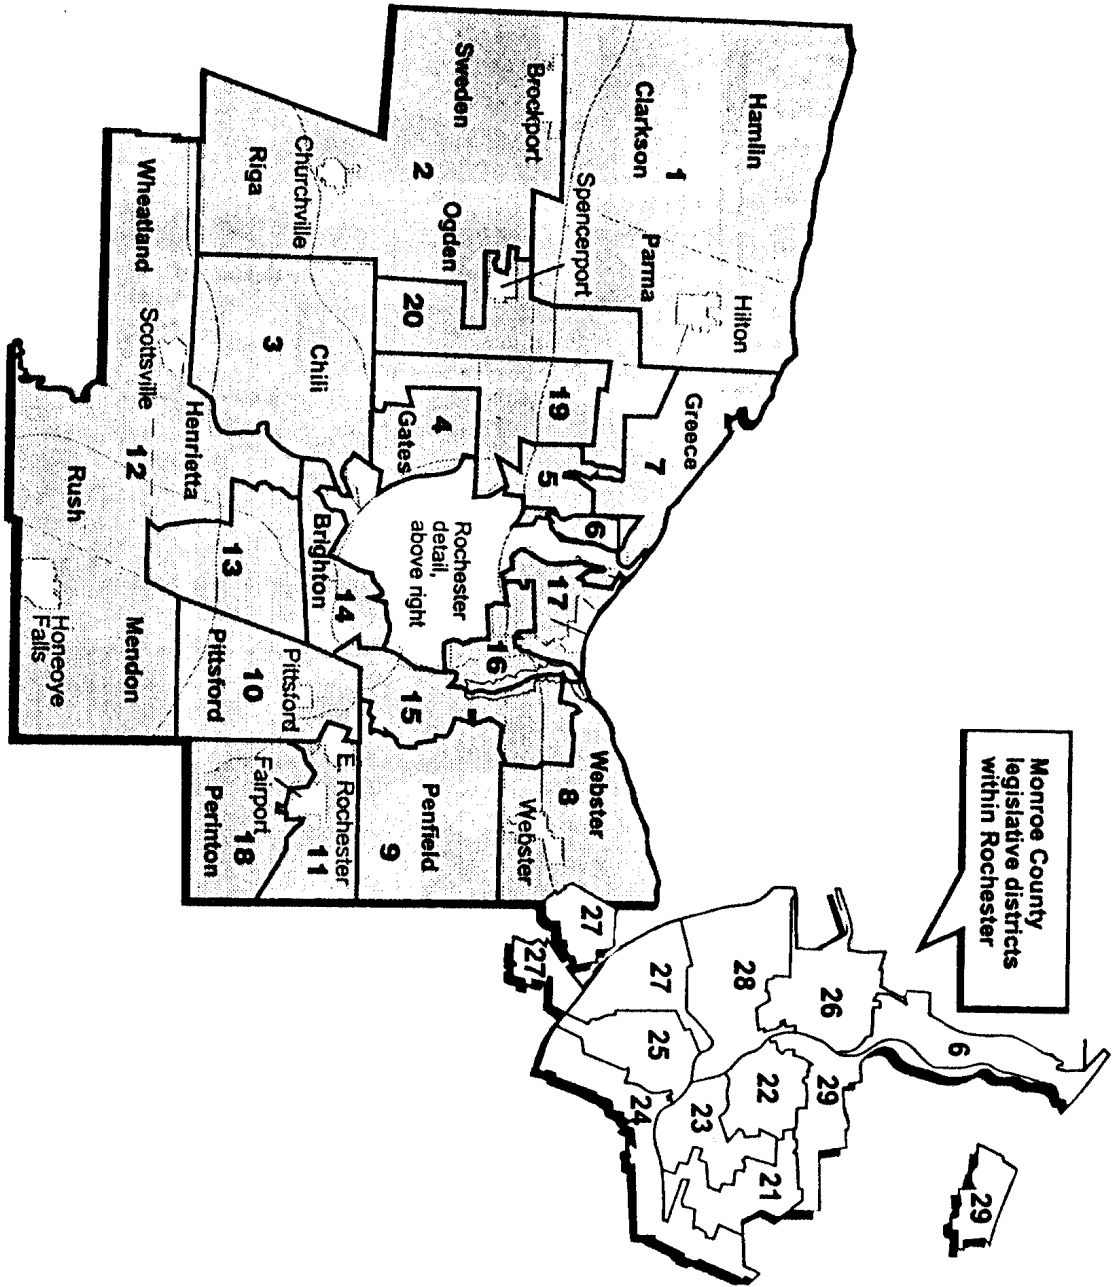 Monroe County
legislative districts
within Rochester
Hamlin
Clarkson
1
Parma
Hilton
Brockport
Sweden
2
Ogden
Spencerport
20
Churchville
Riga
3
Chili
Greece
7
19
4
Gates
5
6
Rochester
detail,
above right
17
16
Webster
8
Webster
15
Penfield
9
Brighton
14
Wheatland
Scottsville
Henrietta
12
Rush
13
Honeoye
Falls
Mendon
Pittsford
10
Pittsford
E. Rochester
11
Fairport
18
Perinton
6
29
26
28
27
27
27
29
22
21
23
25
24